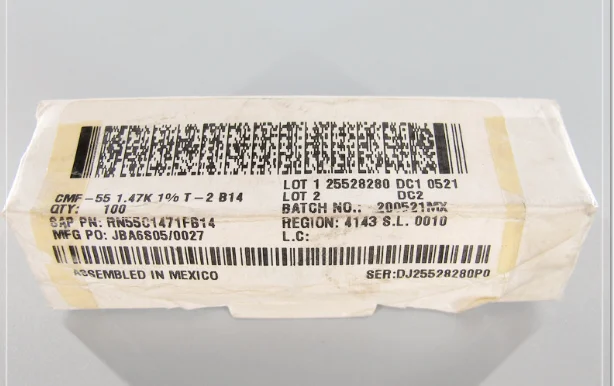 CMF-55 1.47K 1% T-2 B14
QTY: 100
SAP PN: RN55C1471FB14
MFG PO: JBA6S05/0027
LOT 1 25528280 DC1 0521
LOT 2 DC2
BATCH NO.: 200521MX
REGION: 4143 S.L. 0010
L.C:
ASSEMBLED IN MEXICO
SER:DJ25528280P0